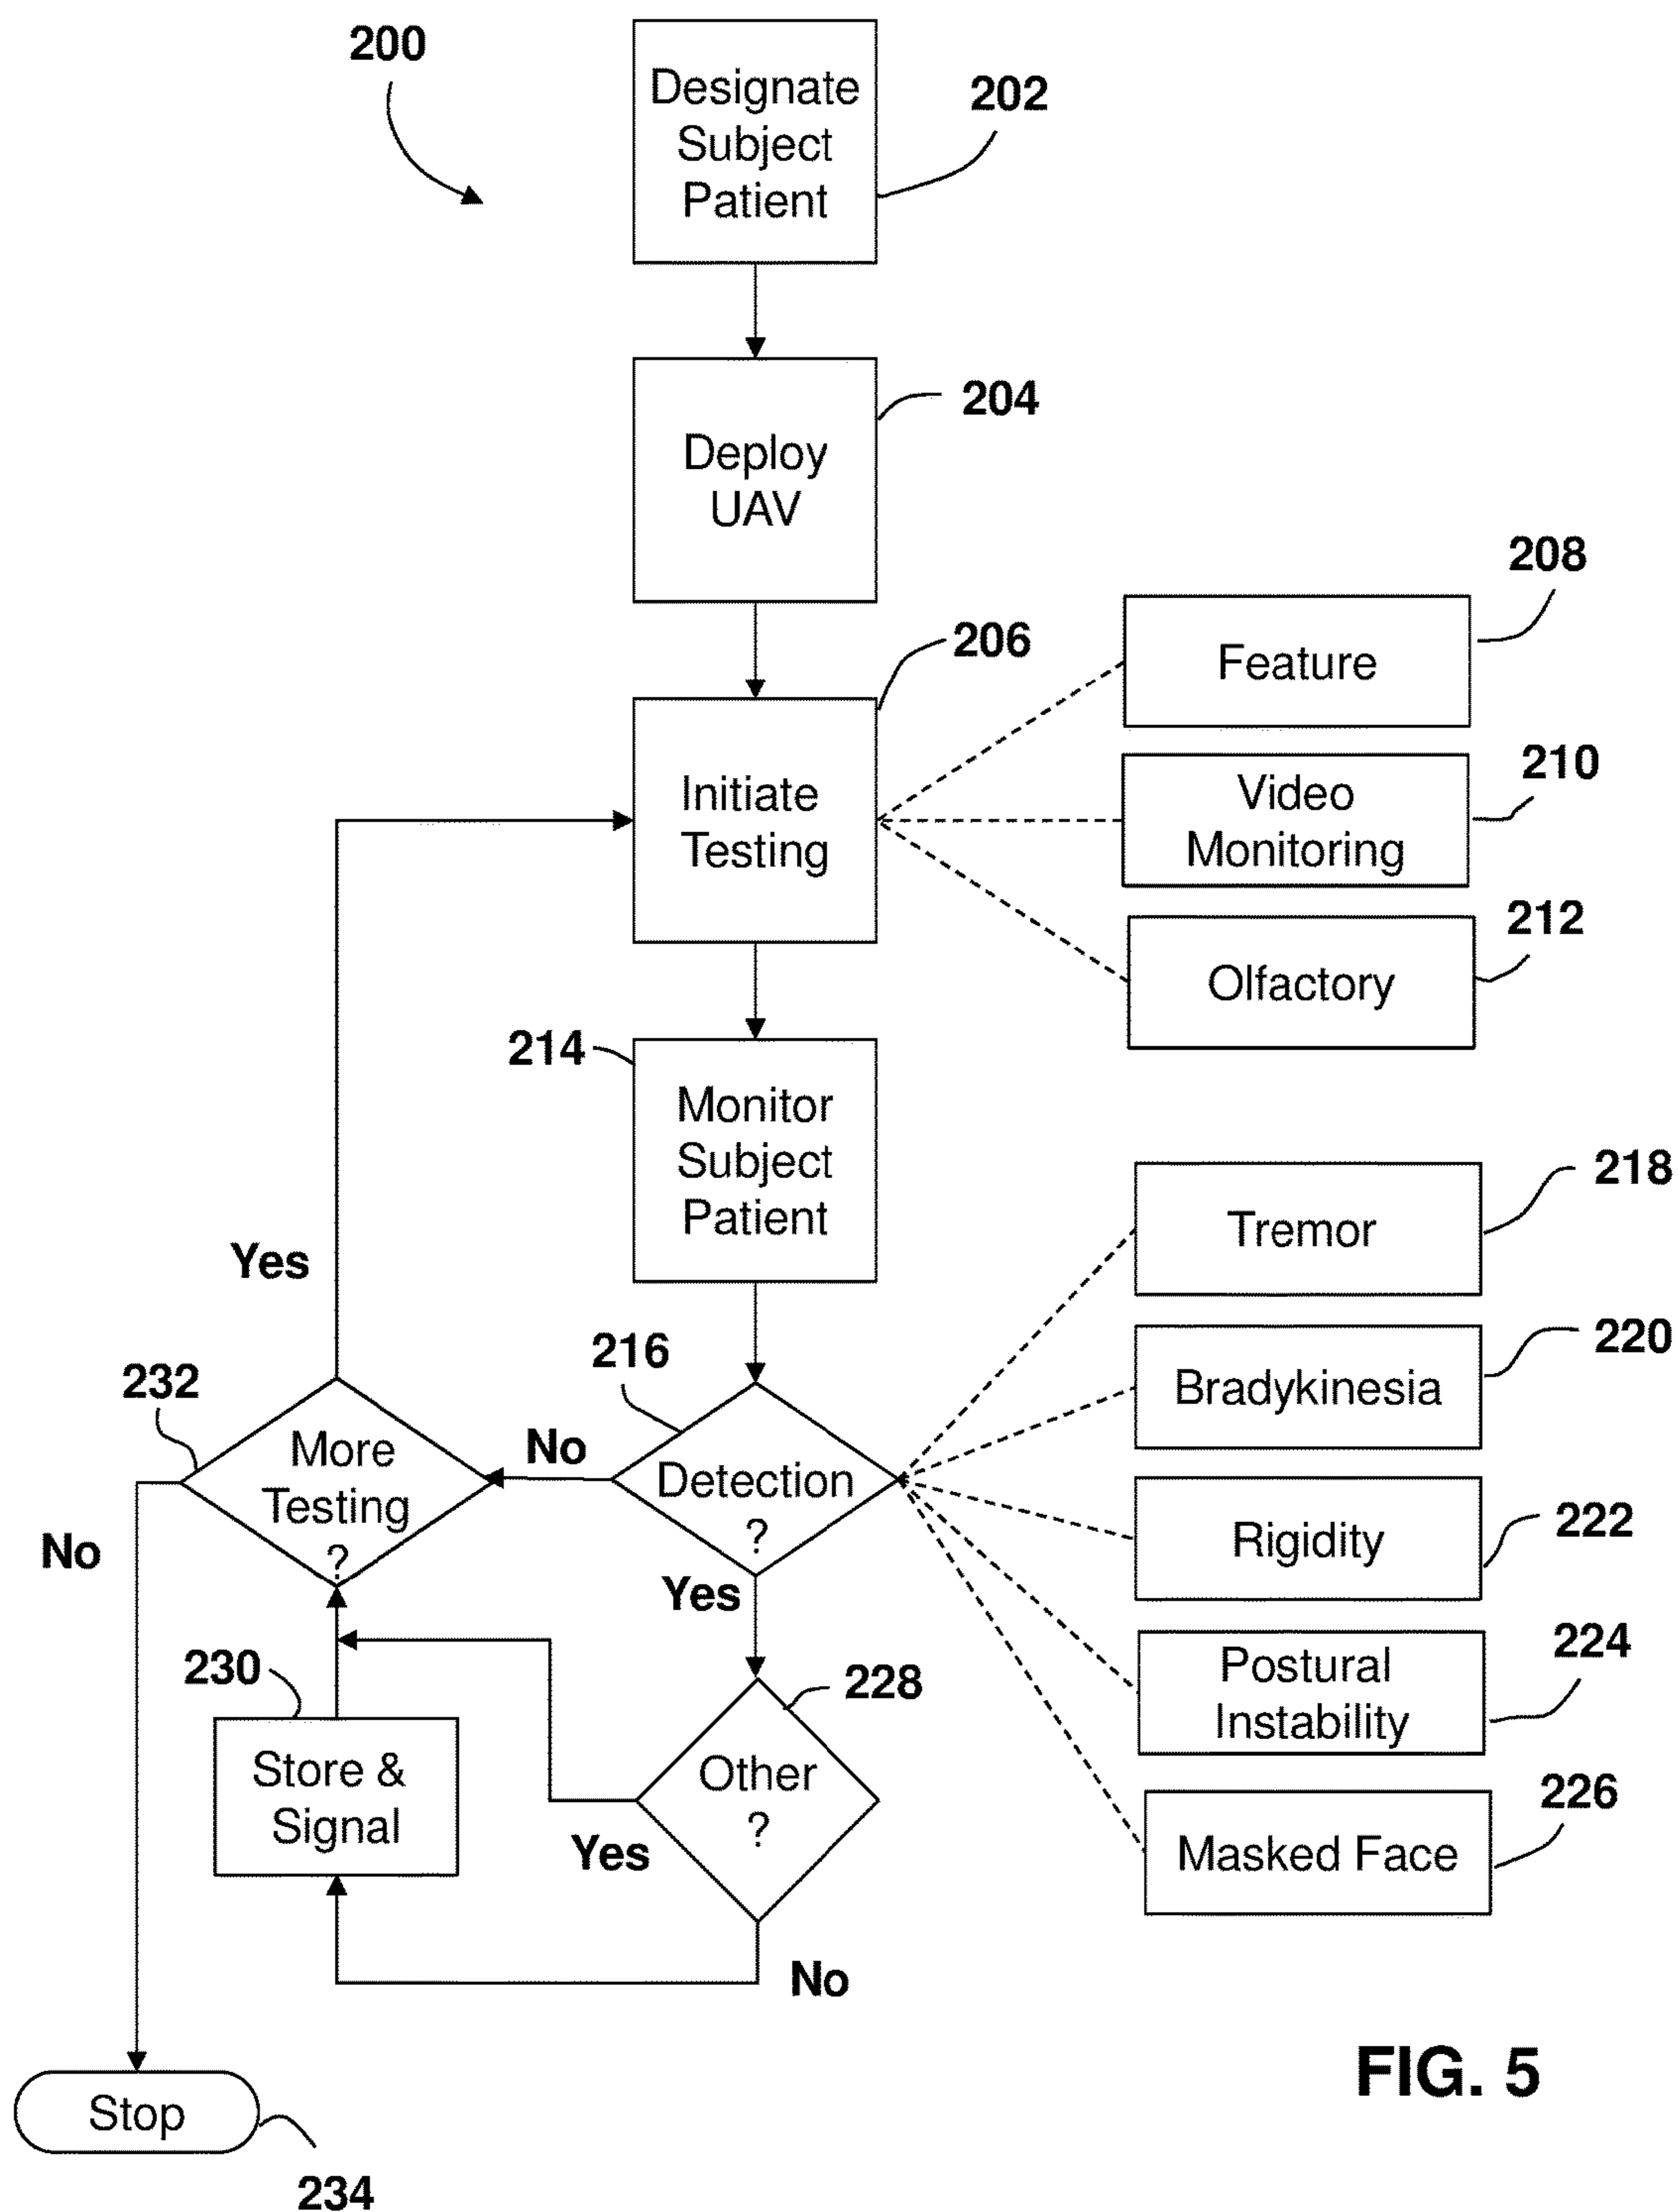 200
Designate
Subject
Patient
202
Deploy
UAV
204
Initiate
Testing
206
Feature
208
Video
Monitoring
210
Olfactory
212
214
Monitor
Subject
Patient
Tremor
218
Bradykinesia
220
Rigidity
222
Postural
Instability
224
Masked Face
226
216
Detection
?
No
Yes
232
More
Testing
?
Yes
No
228
Other
?
Yes
No
230
Store &
Signal
Stop
234
FIG. 5